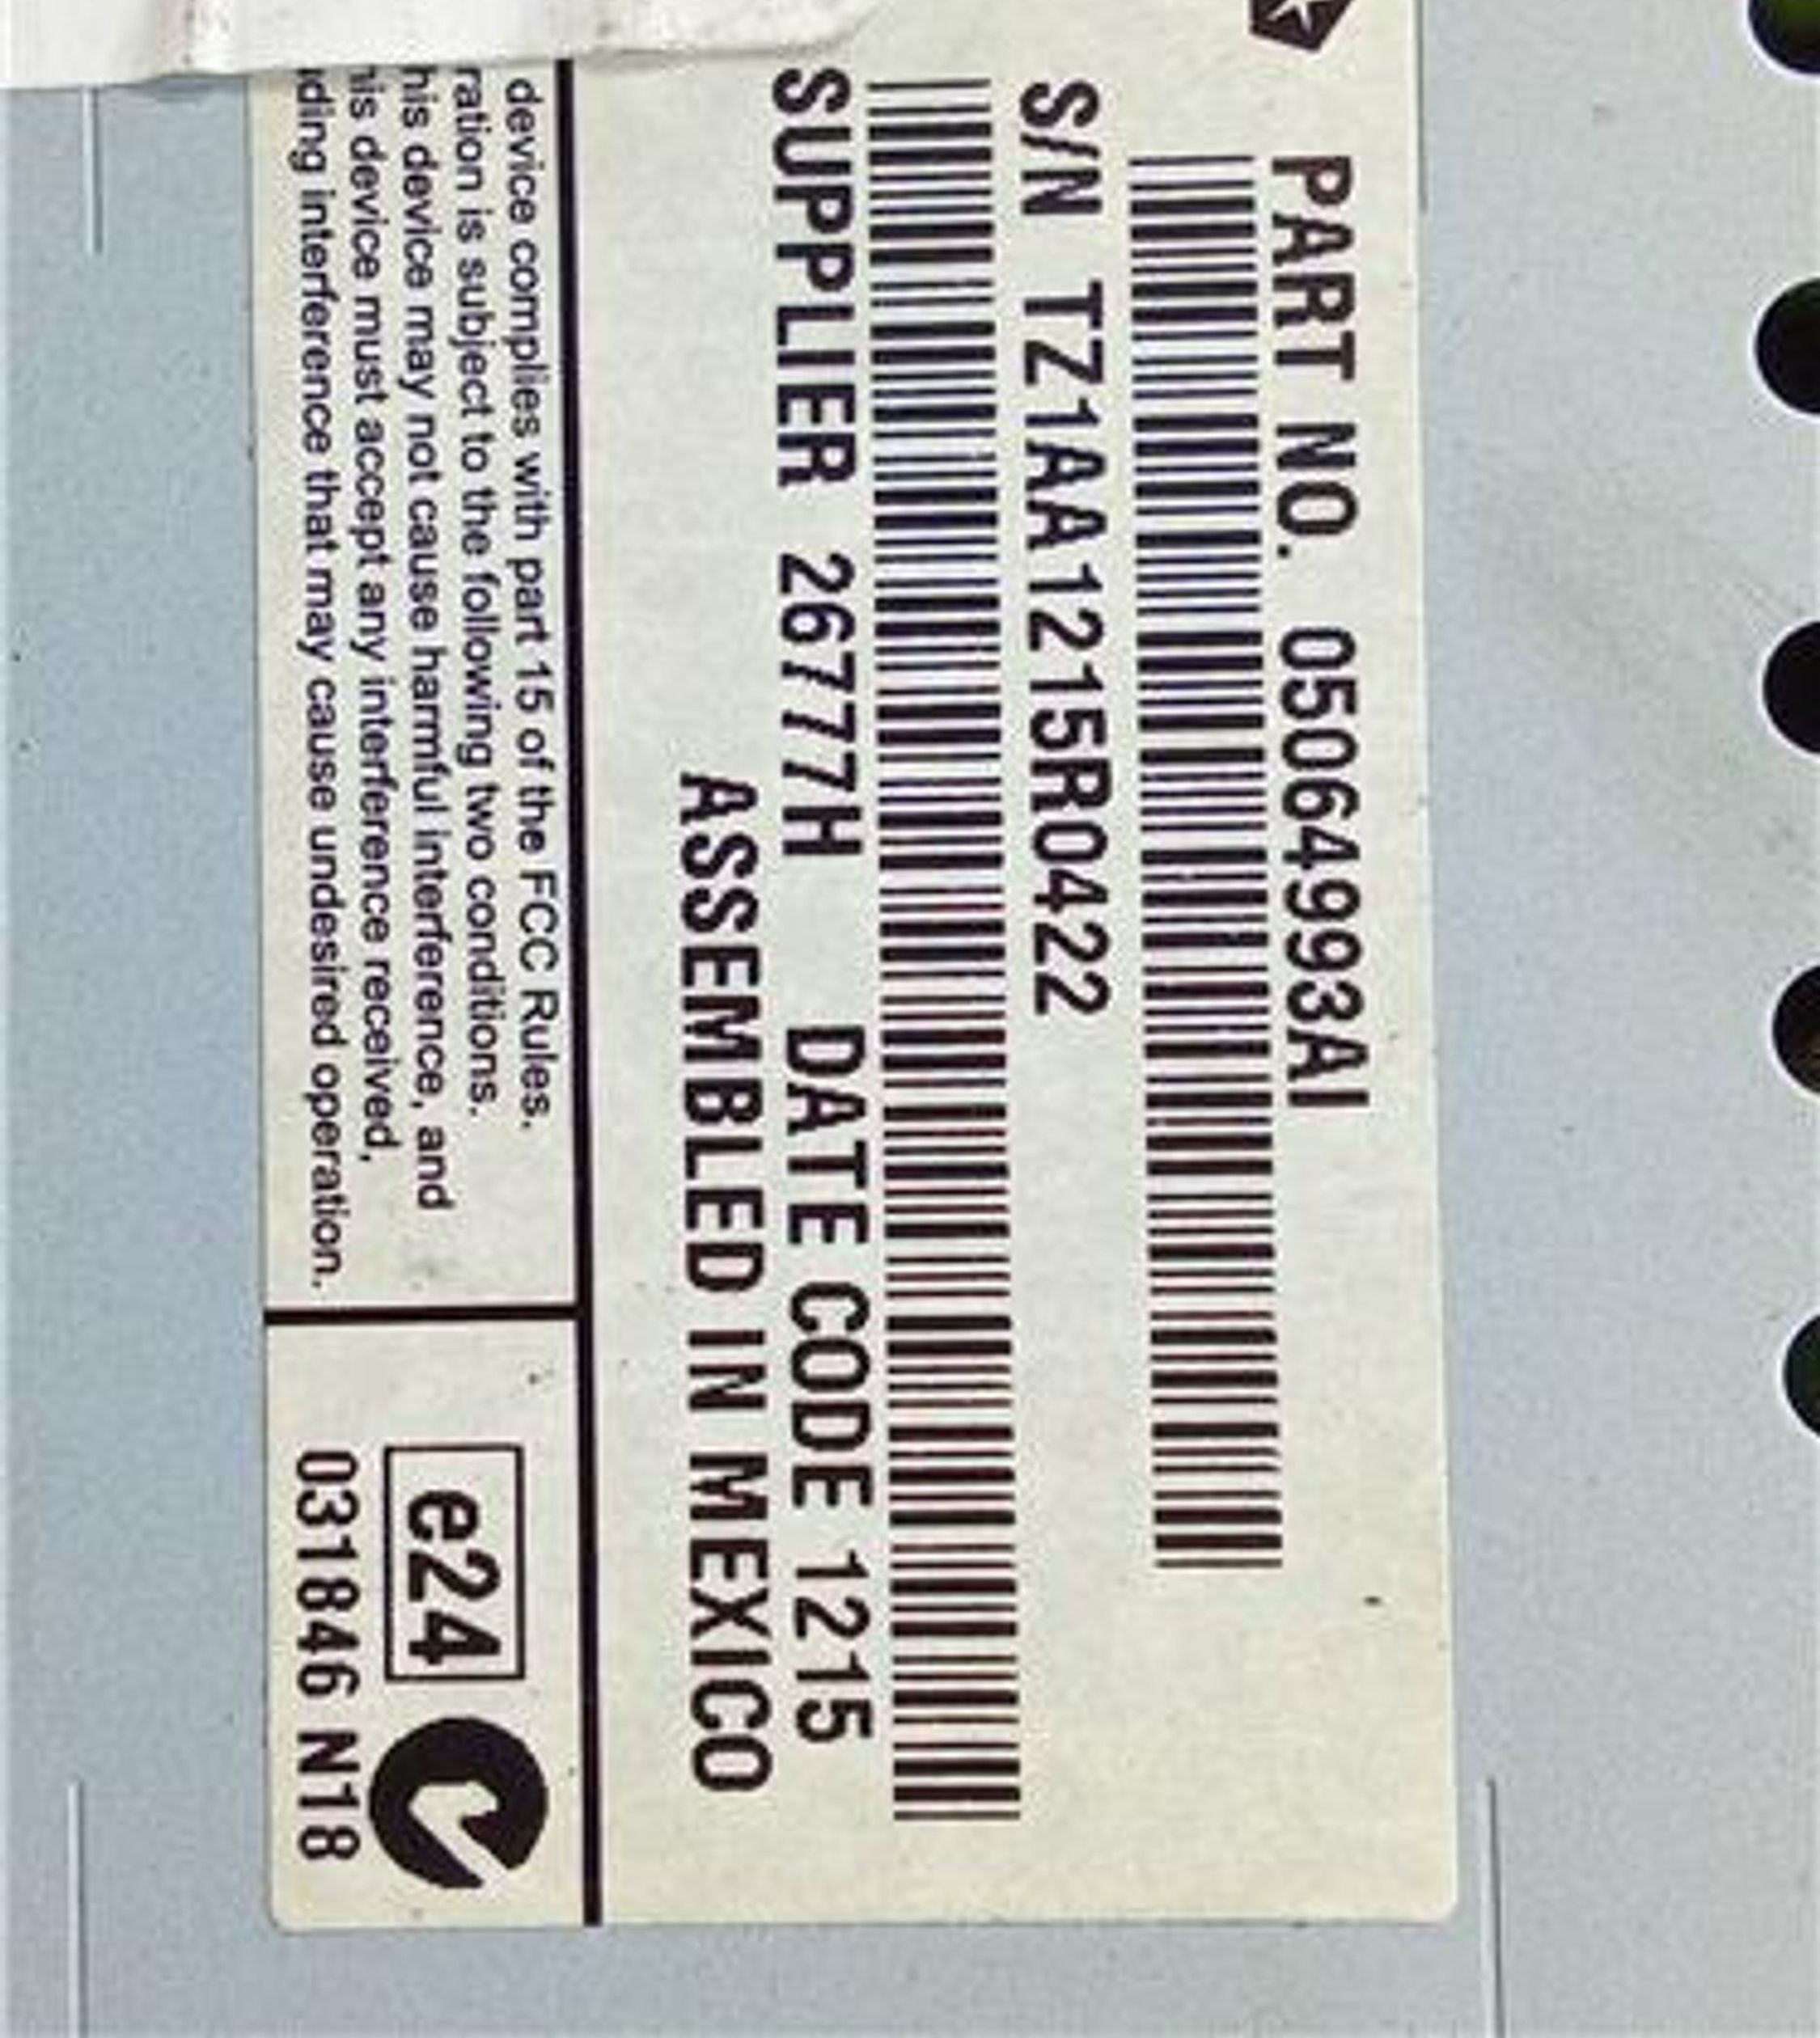 PART NO. 05064993AI
S/N TZ1AA1215R0422
SUPPLIER 26777H DATE CODE 1215
ASSEMBLED IN MEXICO
device complies with part 15 of the FCC Rules.
ration is subject to the following two conditions.
his device may not cause harmful interference, and
his device must accept any interference received,
ding interference that may cause undesired operation.
e24
031846 N18